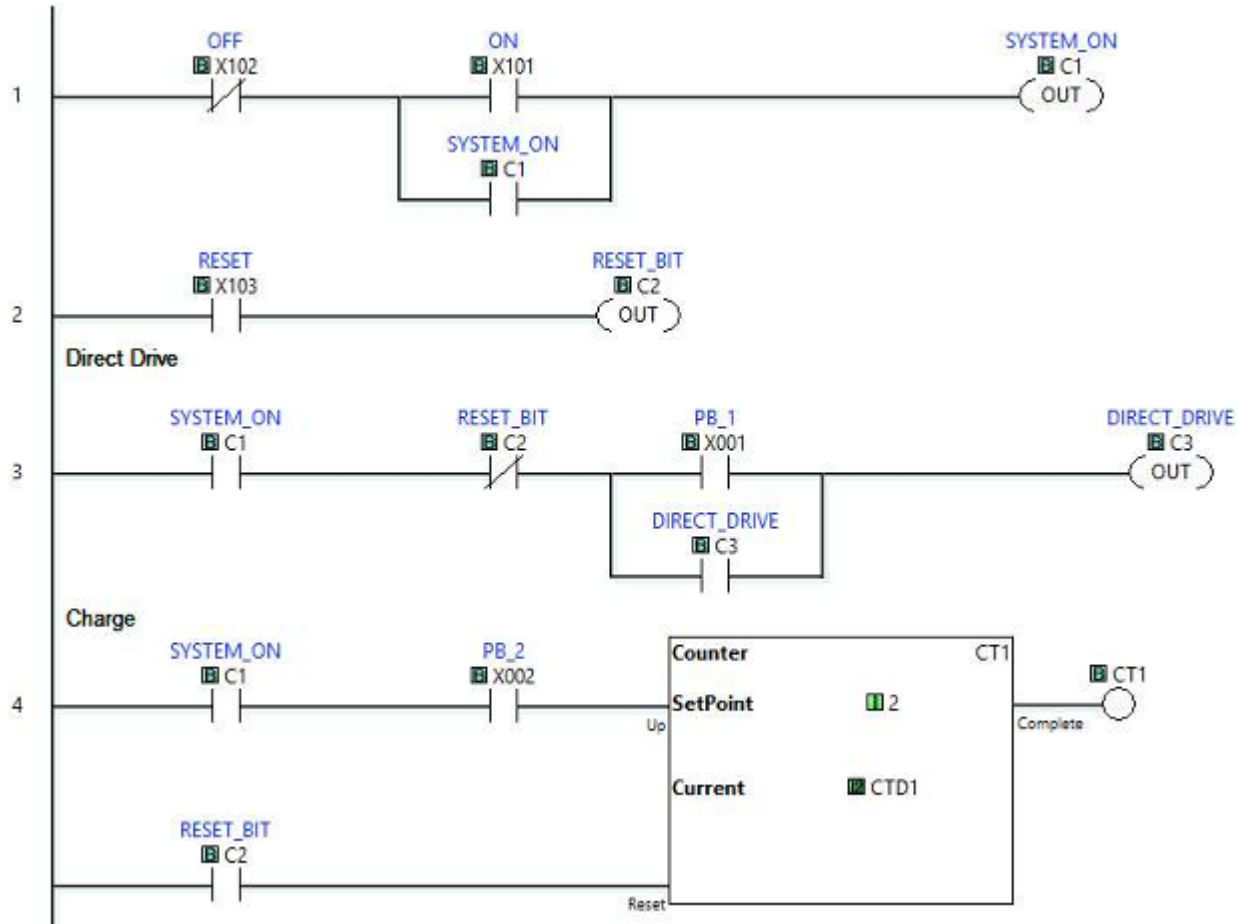 OFF
B X102
ON
B X101
SYSTEM_ON
B C1
1
OUT
SYSTEM_ON
B C1
RESET
B X103
RESET_BIT
B C2
2
OUT
Direct Drive
SYSTEM_ON
B C1
RESET_BIT
B C2
PB_1
B X001
DIRECT_DRIVE
B C3
3
OUT
DIRECT_DRIVE
B C3
Charge
SYSTEM_ON
B C1
PB_2
B X002
4
Counter CT1
SetPoint 2
Up
Current CTD1
Complete
B CT1
RESET_BIT
B C2
Reset